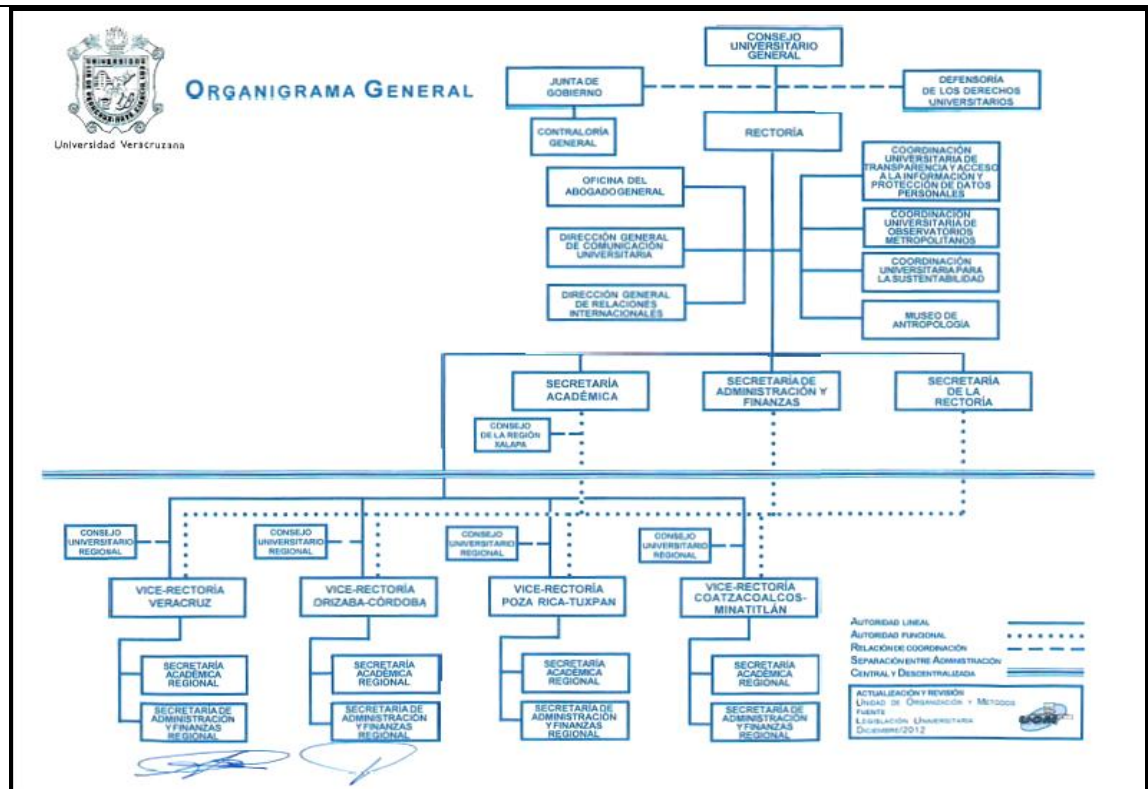 Universidad Veracruzana
ORGANIGRAMA GENERAL
CONSEJO
UNIVERSITARIO
GENERAL
JUNTA DE
GOBIERNO
DEFENSORÍA
DE LOS DERECHOS
UNIVERSITARIOS
CONTRALORÍA
GENERAL
RECTORÍA
OFICINA DEL
ABOGADO GENERAL
DIRECCIÓN GENERAL
DE COMUNICACIÓN
UNIVERSITARIA
DIRECCIÓN GENERAL
DE RELACIONES
INTERNACIONALES
COORDINACIÓN
UNIVERSITARIA DE
TRANSPARENCIA Y ACCESO
A LA INFORMACIÓN Y
PROTECCIÓN DE DATOS
PERSONALES
COORDINACIÓN
UNIVERSITARIA DE
OBSERVATORIOS
METROPOLITANOS
COORDINACIÓN
UNIVERSITARIA PARA
LA SUSTENTABILIDAD
MUSEO DE
ANTROPOLOGÍA
SECRETARÍA
ACADÉMICA
SECRETARÍA DE
ADMINISTRACIÓN Y
FINANZAS
SECRETARÍA
DE LA
RECTORÍA
CONSEJO
DE LA REGIÓN
XALAPA
CONSEJO
UNIVERSITARIO
REGIONAL
CONSEJO
UNIVERSITARIO
REGIONAL
CONSEJO
UNIVERSITARIO
REGIONAL
CONSEJO
UNIVERSITARIO
REGIONAL
VICE-RECTORÍA
VERACRUZ
VICE-RECTORÍA
ORIZABA-CÓRDOBA
VICE-RECTORÍA
POZA RICA-TUXPAN
VICE-RECTORÍA
COATZACOALCOS-
MINATITLÁN
SECRETARÍA
ACADÉMICA
REGIONAL
SECRETARÍA
ACADÉMICA
REGIONAL
SECRETARÍA
ACADÉMICA
REGIONAL
SECRETARÍA
ACADÉMICA
REGIONAL
SECRETARÍA DE
ADMINISTRACIÓN
Y FINANZAS
REGIONAL
SECRETARÍA DE
ADMINISTRACIÓN
Y FINANZAS
REGIONAL
SECRETARÍA DE
ADMINISTRACIÓN
Y FINANZAS
REGIONAL
SECRETARÍA DE
ADMINISTRACIÓN
Y FINANZAS
REGIONAL
AUTORIDAD LINEAL
AUTORIDAD FUNCIONAL
RELACIÓN DE COORDINACIÓN
SEPARACIÓN ENTRE ADMINISTRACIÓN
CENTRAL Y DESCENTRALIZADA
ACTUALIZACIÓN Y REVISIÓN
UNIDAD DE ORGANIZACIÓN Y MÉTODOS
FUENTE
LEGISLACIÓN UNIVERSITARIA
DICIEMBRE/2012